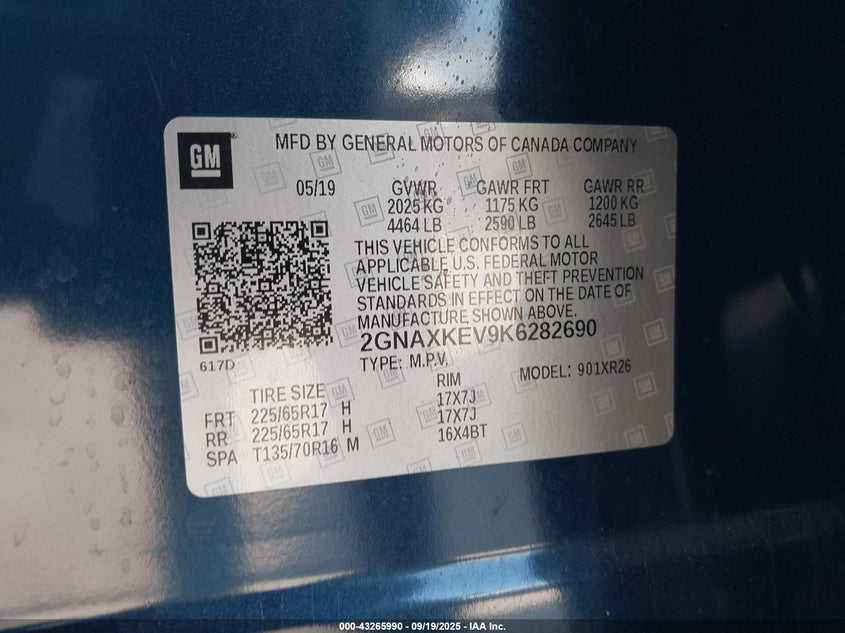 GM
MFD BY GENERAL MOTORS OF CANADA COMPANY
05/19 GVWR GAWR FRT GAWR RR
2025 KG 1175 KG 1200 KG
4464 LB 2590 LB 2645 LB
THIS VEHICLE CONFORMS TO ALL
APPLICABLE U.S. FEDERAL MOTOR
VEHICLE SAFETY AND THEFT PREVENTION
STANDARDS IN EFFECT ON THE DATE OF
MANUFACTURE SHOWN ABOVE.
2GNAXKEV9K6282690
617D
TYPE: M.P.V. MODEL: 901XR26
TIRE SIZE RIM
FRT 225/65R17 H 17X7J
RR 225/65R17 H 17X7J
SPA T135/70R16 M 16X4BT
000-43265990 - 09/19/2025 - IAA Inc.